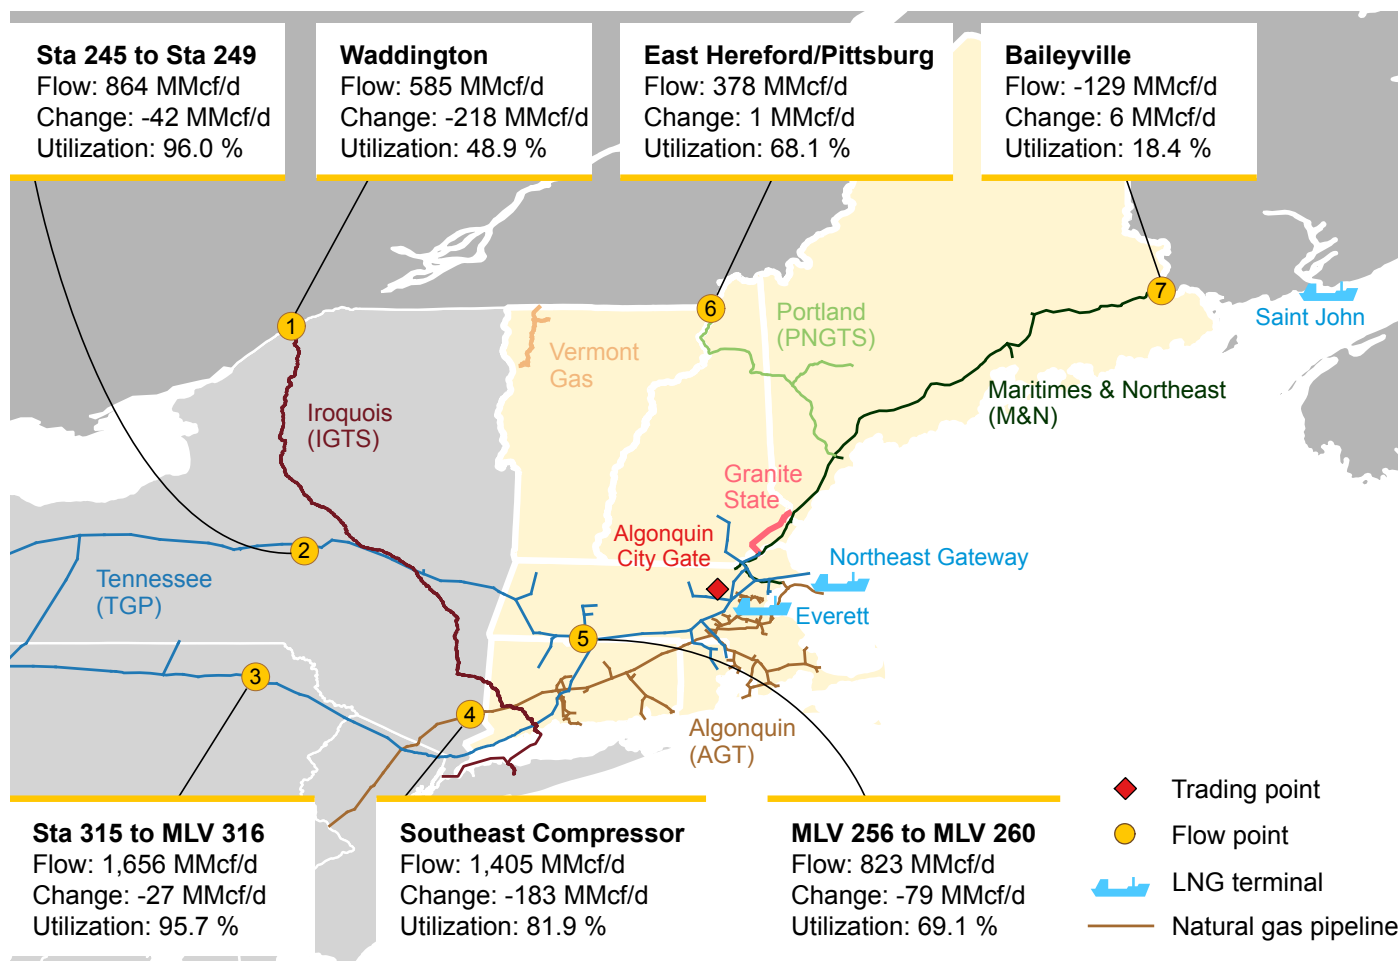 Sta 245 to Sta 249
Flow: 864 MMcf/d
Change: -42 MMcf/d
Utilization: 96.0 %
Waddington
Flow: 585 MMcf/d
Change: -218 MMcf/d
Utilization: 48.9 %
East Hereford/Pittsburg
Flow: 378 MMcf/d
Change: 1 MMcf/d
Utilization: 68.1 %
Baileyville
Flow: -129 MMcf/d
Change: 6 MMcf/d
Utilization: 18.4 %
1
6
7
Saint John
Portland
(PNGTS)
Vermont
Gas
Maritimes & Northeast
(M&N)
Iroquois
(IGTS)
Granite
State
Algonquin
City Gate
2
Northeast Gateway
Tennessee
(TGP)
Everett
5
3
4
Algonquin
(AGT)
Sta 315 to MLV 316
Flow: 1,656 MMcf/d
Change: -27 MMcf/d
Utilization: 95.7 %
Southeast Compressor
Flow: 1,405 MMcf/d
Change: -183 MMcf/d
Utilization: 81.9 %
MLV 256 to MLV 260
Flow: 823 MMcf/d
Change: -79 MMcf/d
Utilization: 69.1 %
Trading point
Flow point
LNG terminal
Natural gas pipeline